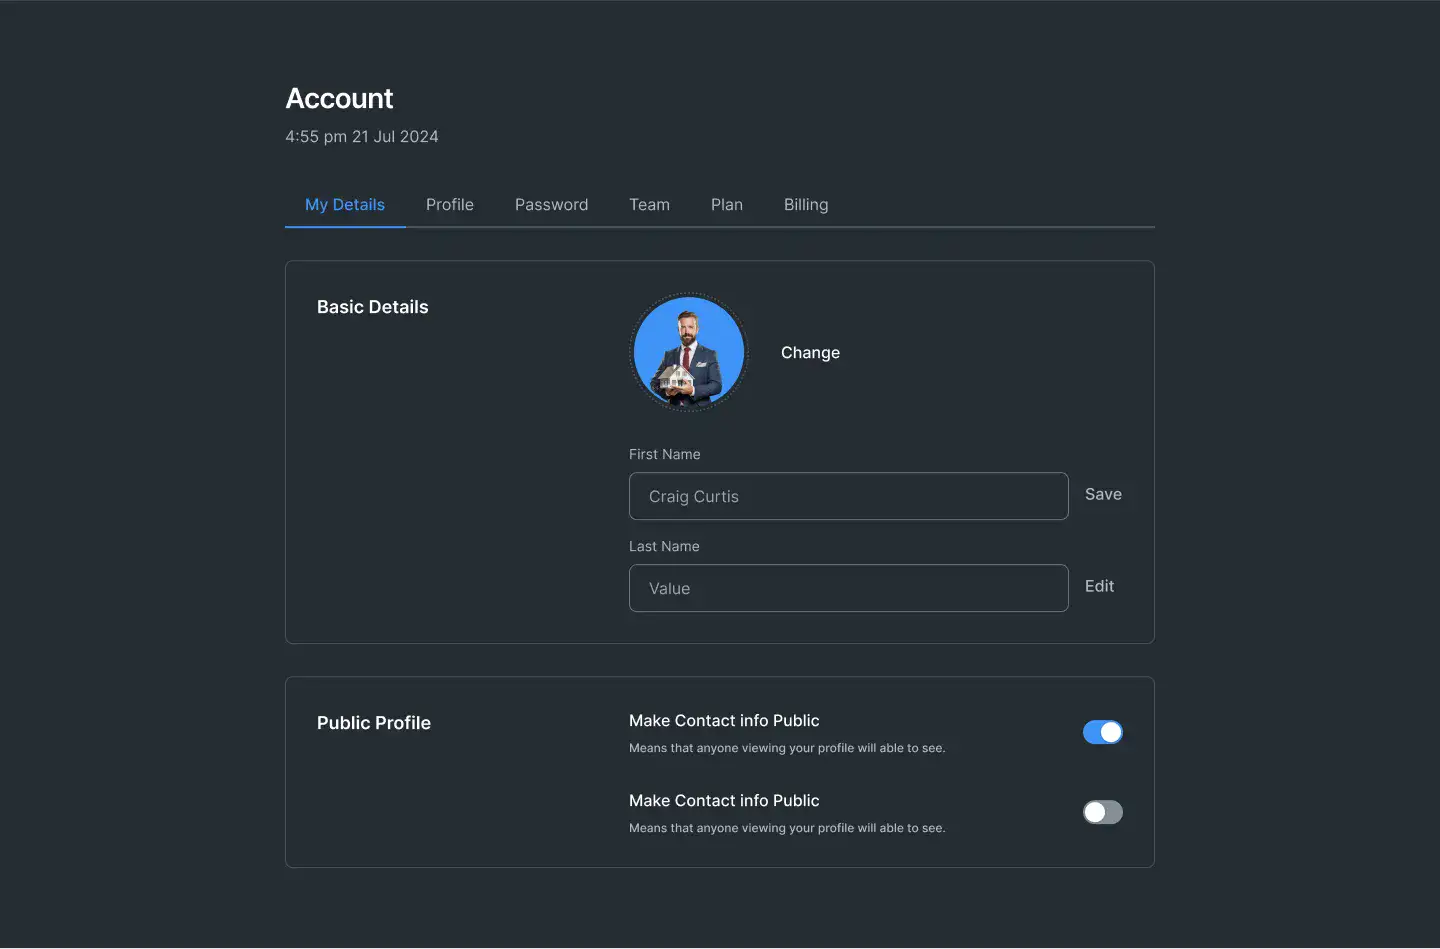 Account
4:55 pm 21 Jul 2024
My Details Profile Password Team Plan Billing
Basic Details
Change
First Name
Craig Curtis Save
Last Name
Value Edit
Public Profile
Make Contact info Public
Means that anyone viewing your profile will able to see.
Make Contact info Public
Means that anyone viewing your profile will able to see.